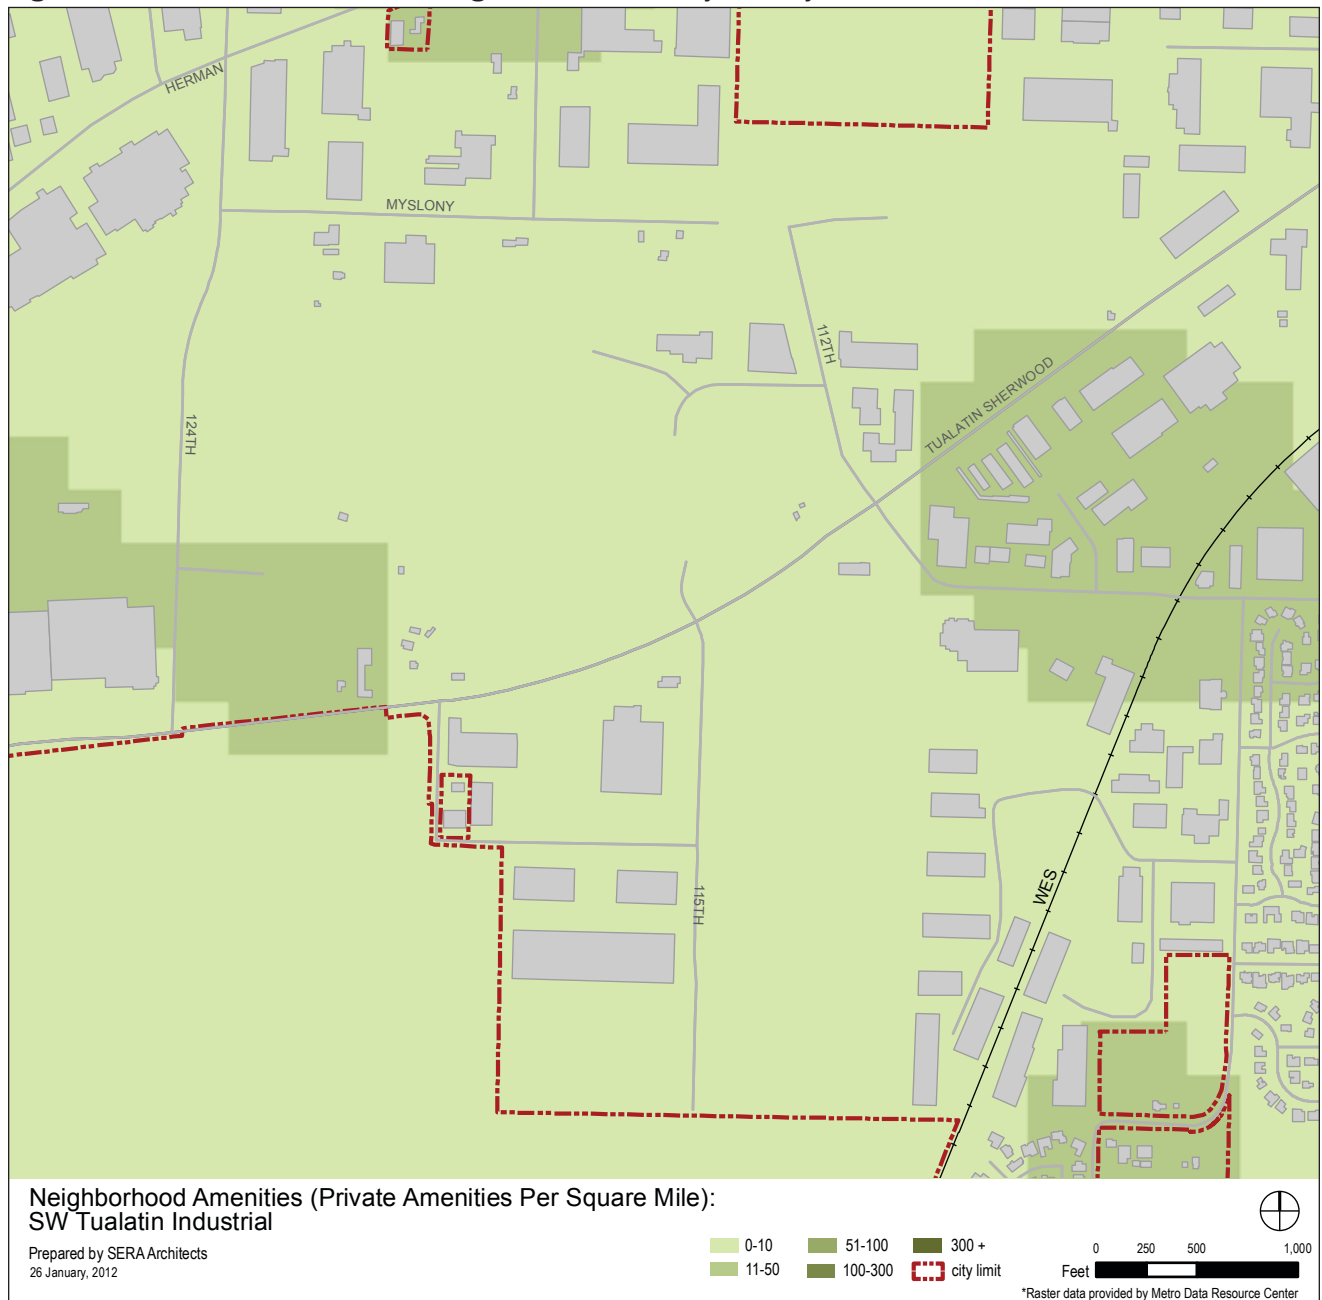 HERMAN
MYSLONY
112TH
TUALATIN SHERWOOD
124TH
WES
115TH
Neighborhood Amenities (Private Amenities Per Square Mile):
SW Tualatin Industrial
Prepared by SERA Architects
26 January, 2012
0-10
51-100
300 +
11-50
100-300
city limit
0 250 500 1,000
Feet
*Raster data provided by Metro Data Resource Center